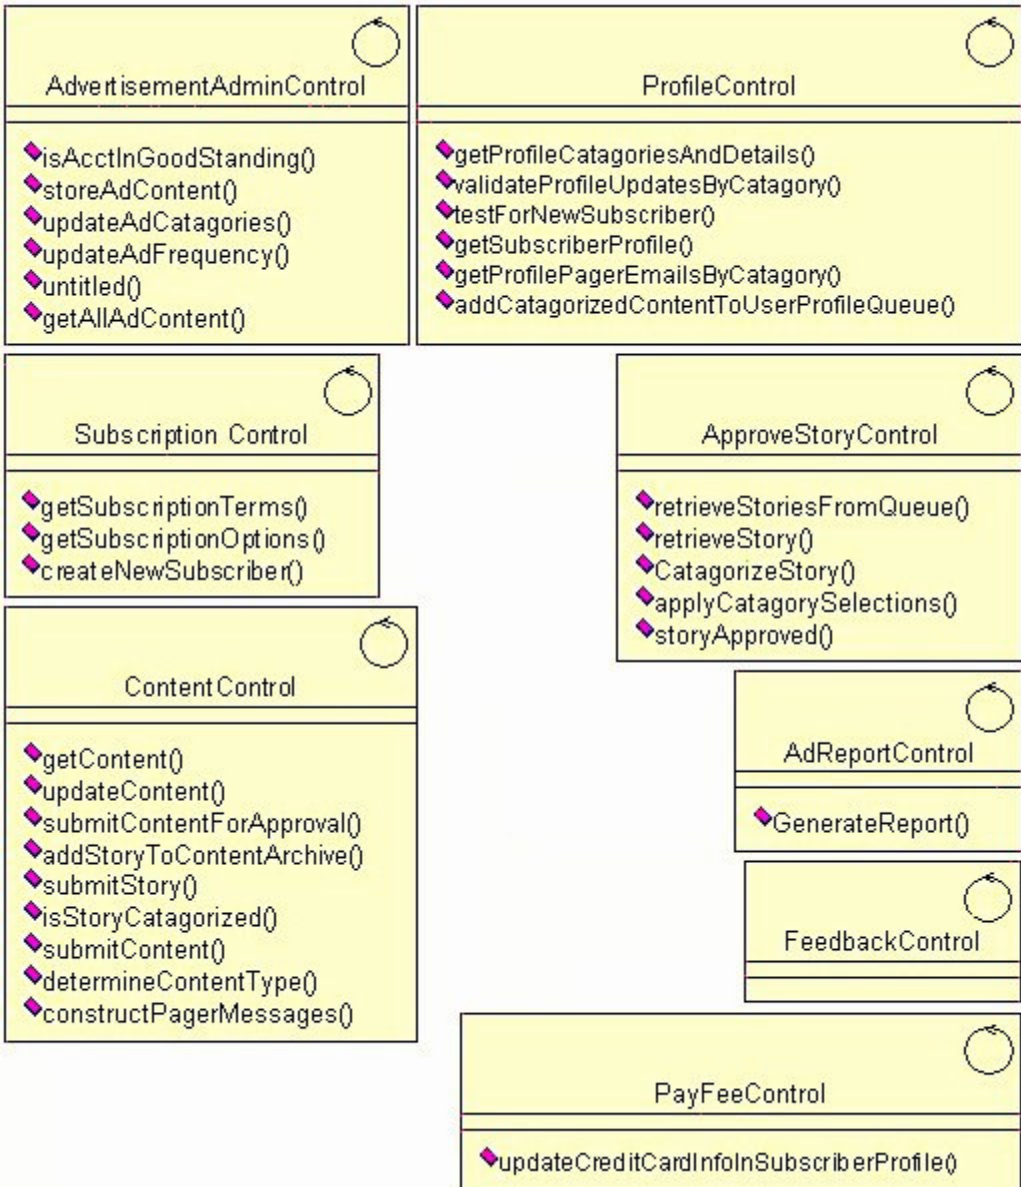 AdvertisementAdminControl
isAcctInGoodStanding()
storeAdContent()
updateAdCatagories()
updateAdFrequency()
untitled()
getAllAdContent()
ProfileControl
getProfileCatagoriesAndDetails()
validateProfileUpdatesByCatagory()
testForNewSubscriber()
getSubscriberProfile()
getProfilePagerEmailsByCatagory()
addCatagorizedContentToUserProfileQueue()
Subscription Control
getSubscriptionTerms()
getSubscriptionOptions()
createNewSubscriber()
ApproveStoryControl
retrieveStoriesFromQueue()
retrieveStory()
CatagorizeStory()
applyCatagorySelections()
storyApproved()
ContentControl
getContent()
updateContent()
submitContentForApproval()
addStoryToContentArchive()
submitStory()
isStoryCatagorized()
submitContent()
determineContentType()
constructPagerMessages()
AdReportControl
GenerateReport()
FeedbackControl
PayFeeControl
updateCreditCardInfoInSubscriberProfile()